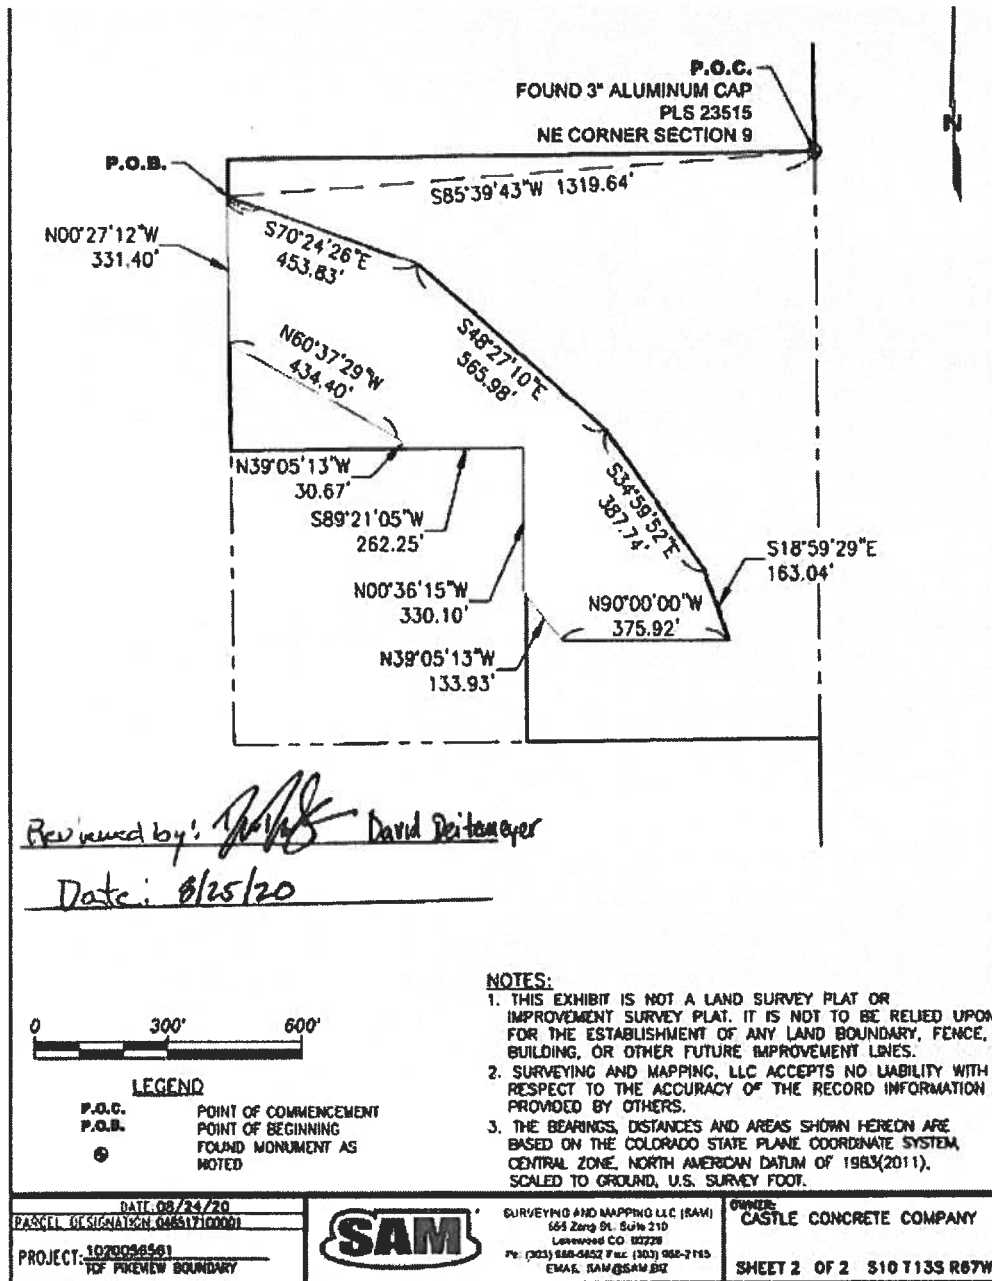 P.O.C.
FOUND 3" ALUMINUM CAP
PLS 23515
NE CORNER SECTION 9
N
P.O.B.
S85°39'43"W 1319.64'
N00°27'12"W
331.40'
S70°24'26"E
453.83'
N60°37'29"W
434.40'
S48°27'10"E
565.98'
N39°05'13"W
30.67'
S89°21'05"W
262.25'
S34°59'52"E
387.74'
S18°59'29"E
163.04'
N00°36'15"W
330.10'
N90°00'00"W
375.92'
N39°05'13"W
133.93'
Reviewed by: David Deitemeyer
Date: 8/25/20
0 300' 600'
LEGEND
P.O.C. POINT OF COMMENCEMENT
P.O.B. POINT OF BEGINNING
FOUND MONUMENT AS
NOTED
NOTES:
1. THIS EXHIBIT IS NOT A LAND SURVEY PLAT OR
IMPROVEMENT SURVEY PLAT. IT IS NOT TO BE RELIED UPON
FOR THE ESTABLISHMENT OF ANY LAND BOUNDARY, FENCE,
BUILDING, OR OTHER FUTURE IMPROVEMENT LINES.
2. SURVEYING AND MAPPING, LLC ACCEPTS NO LIABILITY WITH
RESPECT TO THE ACCURACY OF THE RECORD INFORMATION
PROVIDED BY OTHERS.
3. THE BEARINGS, DISTANCES AND AREAS SHOWN HEREON ARE
BASED ON THE COLORADO STATE PLANE COORDINATE SYSTEM,
CENTRAL ZONE, NORTH AMERICAN DATUM OF 1983(2011),
SCALED TO GROUND, U.S. SURVEY FOOT.
DATE: 08/24/20
PARCEL DESIGNATION:
PROJECT: 1020056561
TCF PIKEVIEW BOUNDARY
SAM
SURVEYING AND MAPPING LLC (SAM)
Suite 210
Lakewood CO.
EMAIL: SAM@SAM.BIZ
OWNER:
CASTLE CONCRETE COMPANY
SHEET 2 OF 2 S10 T13S R67W